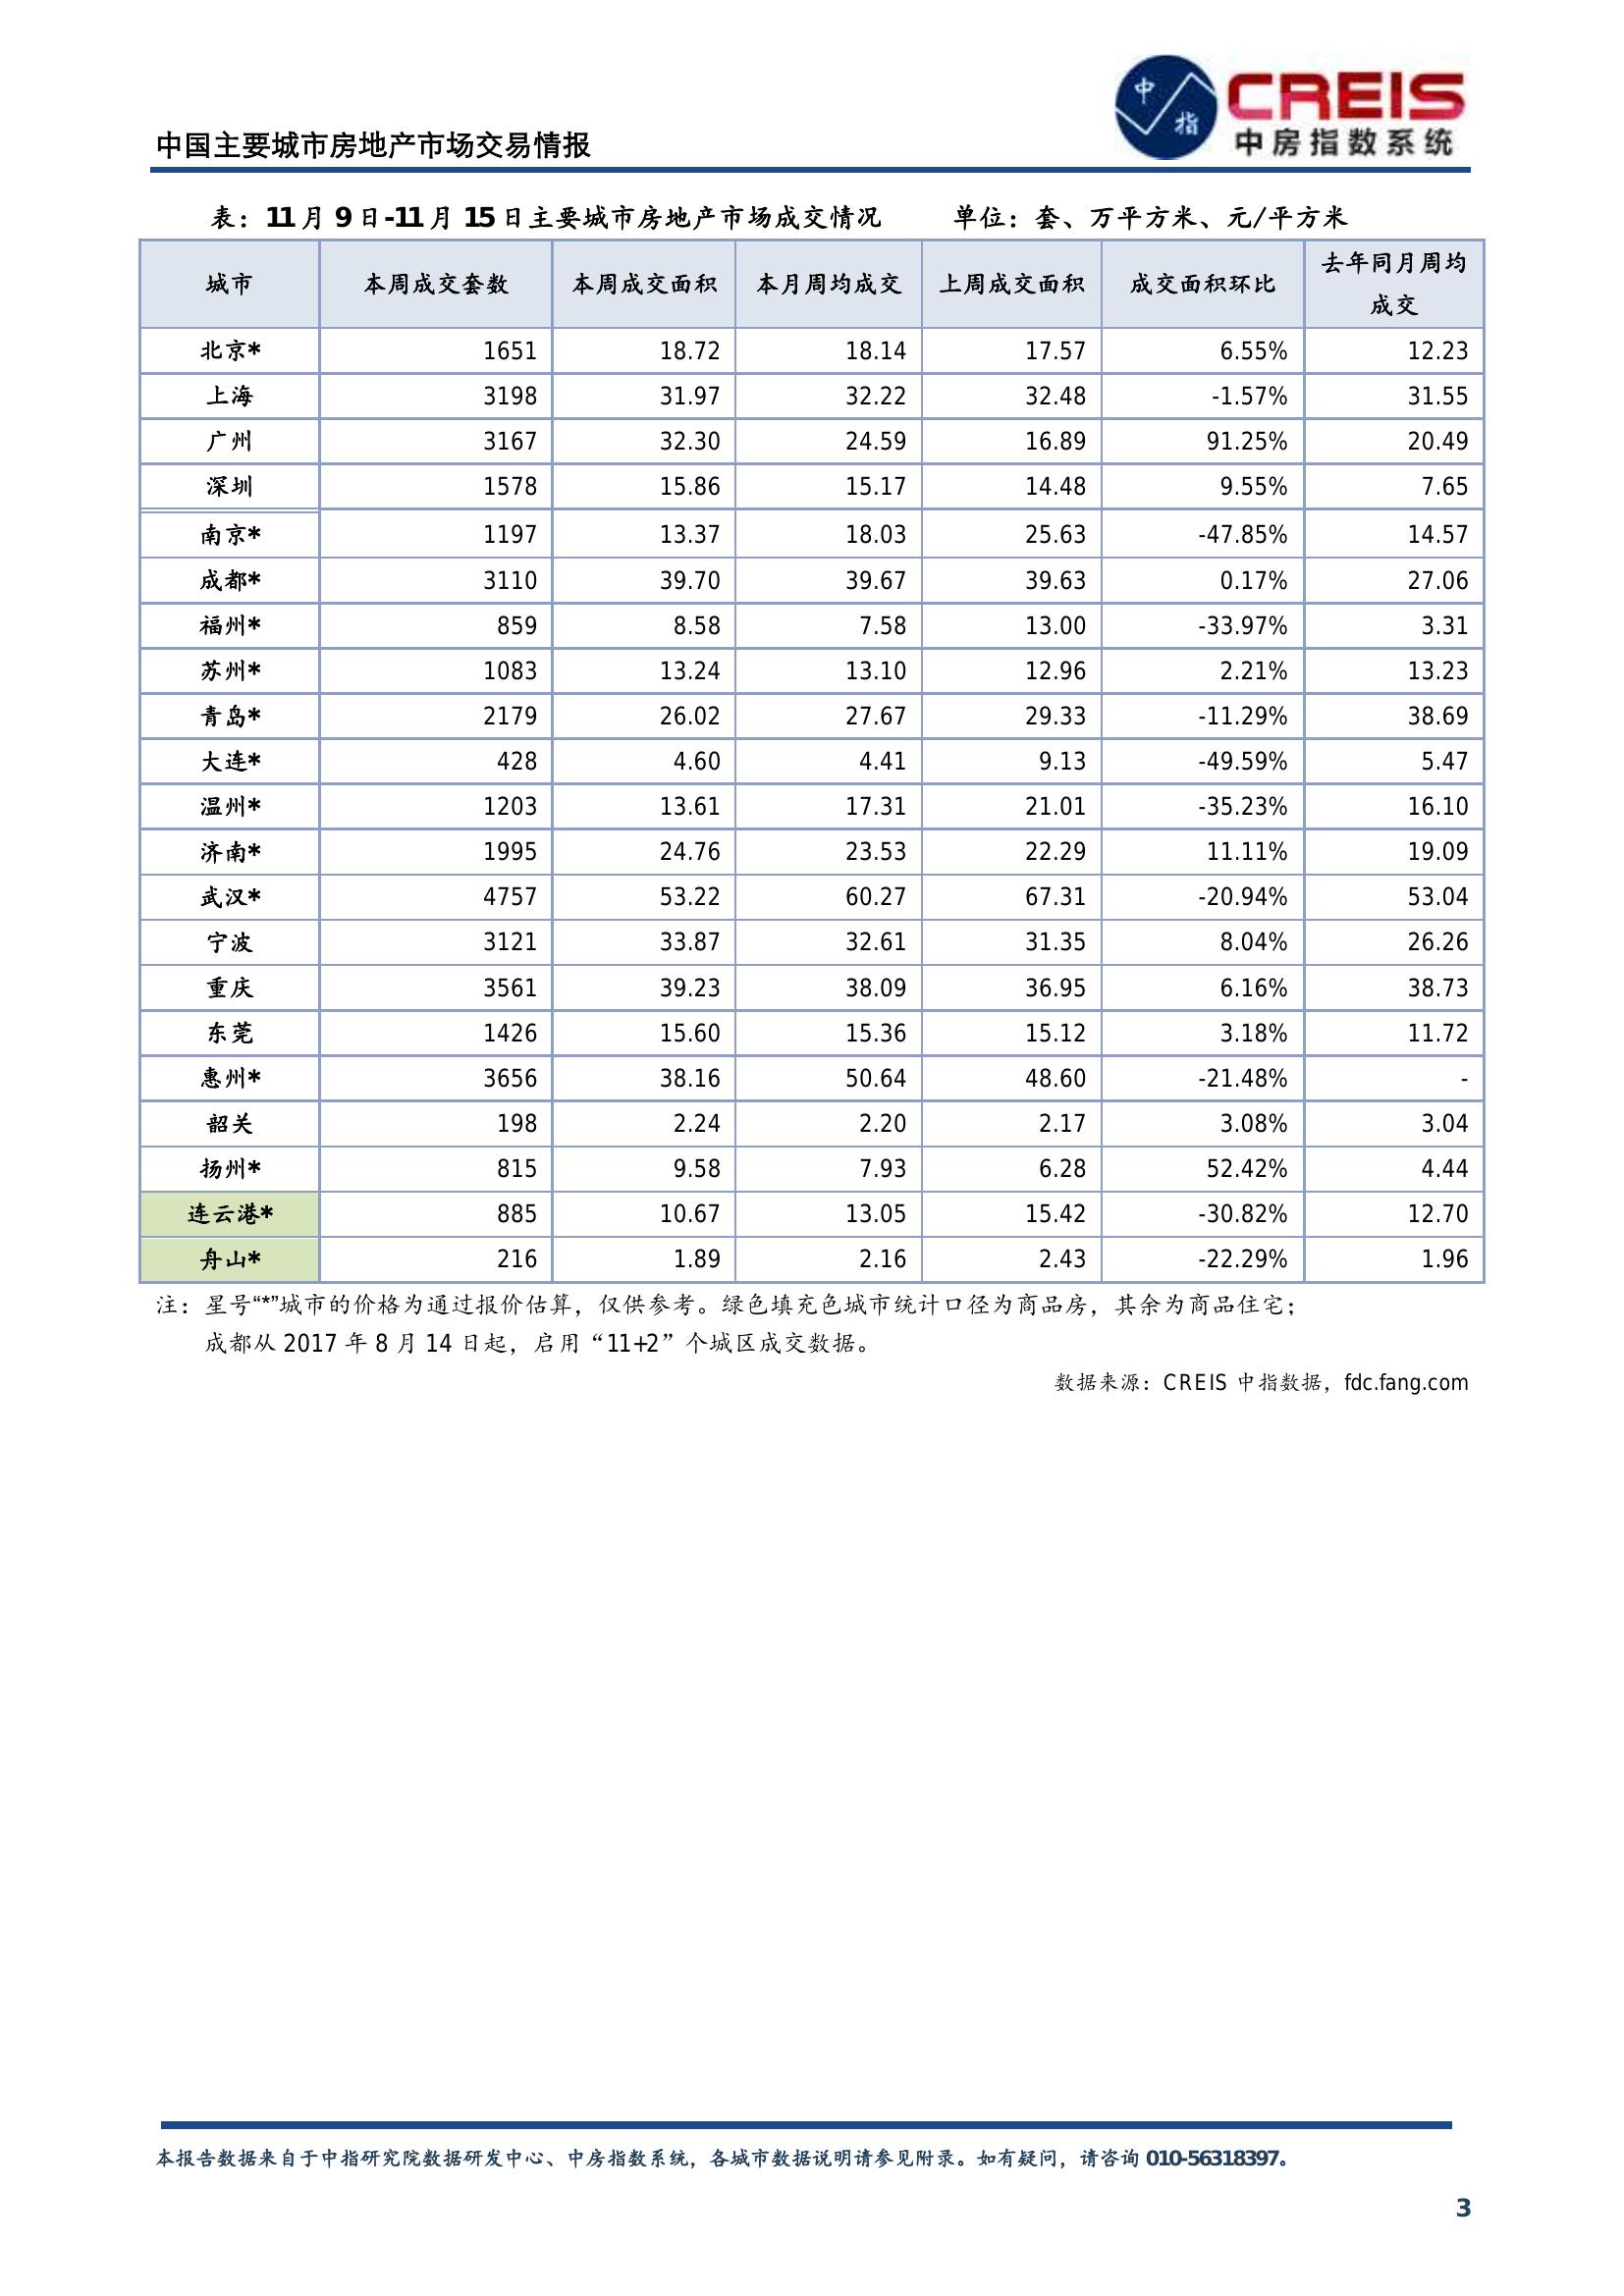 中国主要城市房地产市场交易情报
中
指
CREIS
中房指数系统
表：11月9日-11月15日主要城市房地产市场成交情况 单位：套、万平方米、元/平方米
城市 本周成交套数 本周成交面积 本月周均成交 上周成交面积 成交面积环比 去年同月周均成交
北京* 1651 18.72 18.14 17.57 6.55% 12.23
上海 3198 31.97 32.22 32.48 -1.57% 31.55
广州 3167 32.30 24.59 16.89 91.25% 20.49
深圳 1578 15.86 15.17 14.48 9.55% 7.65
南京* 1197 13.37 18.03 25.63 -47.85% 14.57
成都* 3110 39.70 39.67 39.63 0.17% 27.06
福州* 859 8.58 7.58 13.00 -33.97% 3.31
苏州* 1083 13.24 13.10 12.96 2.21% 13.23
青岛* 2179 26.02 27.67 29.33 -11.29% 38.69
大连* 428 4.60 4.41 9.13 -49.59% 5.47
温州* 1203 13.61 17.31 21.01 -35.23% 16.10
济南* 1995 24.76 23.53 22.29 11.11% 19.09
武汉* 4757 53.22 60.27 67.31 -20.94% 53.04
宁波 3121 33.87 32.61 31.35 8.04% 26.26
重庆 3561 39.23 38.09 36.95 6.16% 38.73
东莞 1426 15.60 15.36 15.12 3.18% 11.72
惠州* 3656 38.16 50.64 48.60 -21.48% -
韶关 198 2.24 2.20 2.17 3.08% 3.04
扬州* 815 9.58 7.93 6.28 52.42% 4.44
连云港* 885 10.67 13.05 15.42 -30.82% 12.70
舟山* 216 1.89 2.16 2.43 -22.29% 1.96
注：星号“*”城市的价格为通过报价估算，仅供参考。绿色填充色城市统计口径为商品房，其余为商品住宅；
成都从 2017 年 8 月 14 日起，启用“11+2”个城区成交数据。
数据来源：CREIS 中指数据，fdc.fang.com
本报告数据来自于中指研究院数据研发中心、中房指数系统，各城市数据说明请参见附录。如有疑问，请咨询 010-56318397。
3